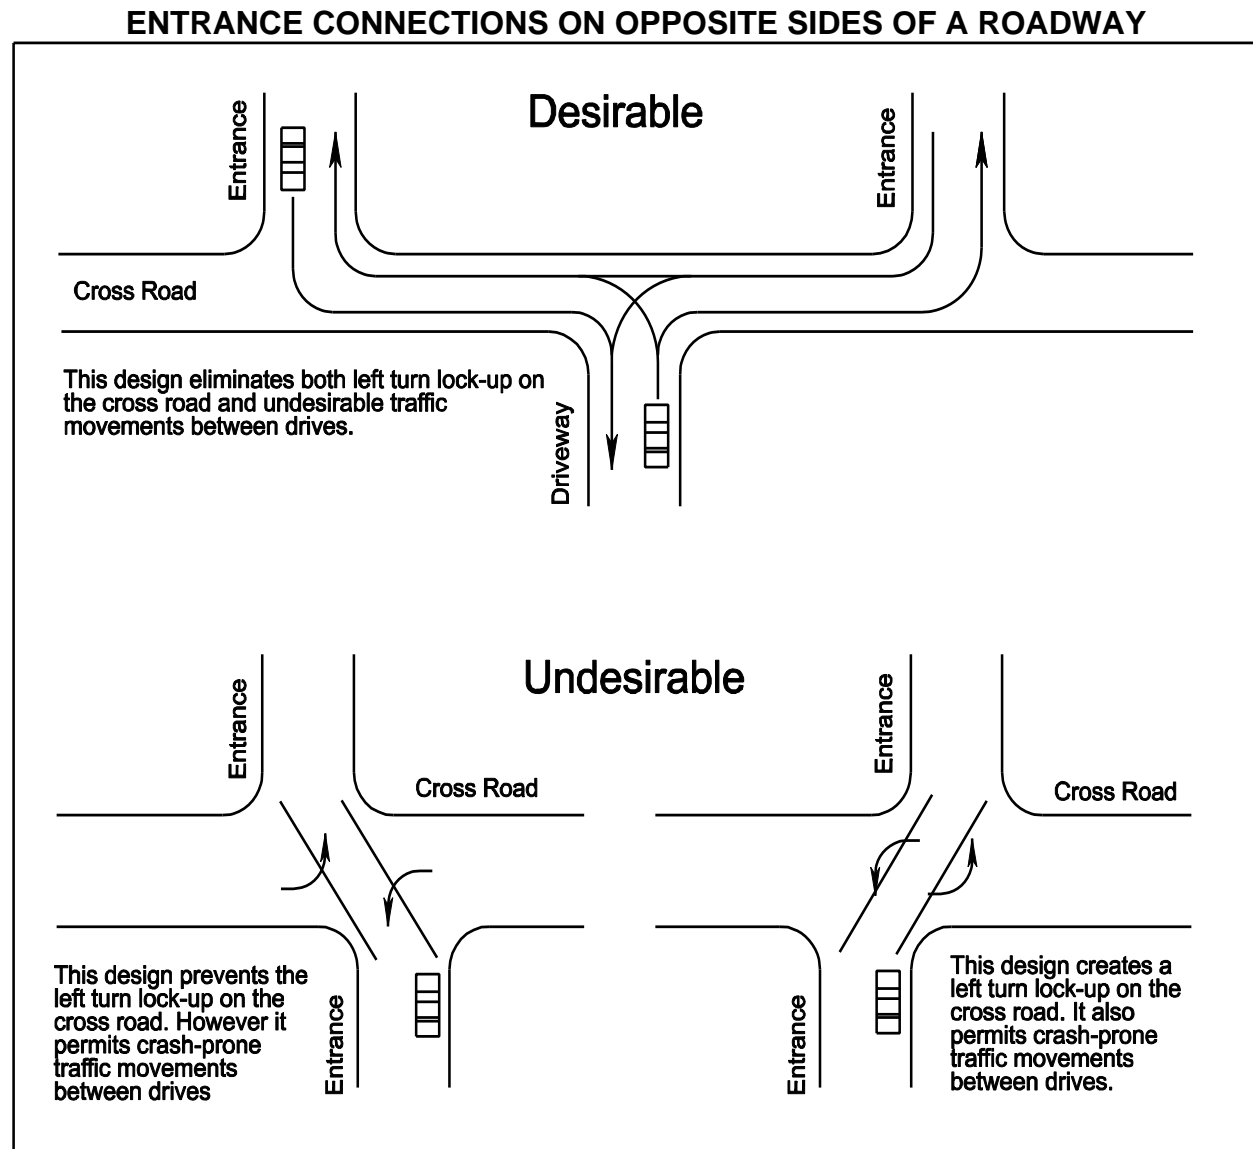 ENTRANCE CONNECTIONS ON OPPOSITE SIDES OF A ROADWAY
Desirable
Entrance
Entrance
Cross Road
This design eliminates both left turn lock-up on
the cross road and undesirable traffic
movements between drives.
Driveway
Undesirable
Entrance
Entrance
Cross Road
Cross Road
This design prevents the
left turn lock-up on the
cross road. However it
permits crash-prone
traffic movements
between drives
Entrance
Entrance
This design creates a
left turn lock-up on the
cross road. It also
permits crash-prone
traffic movements
between drives.